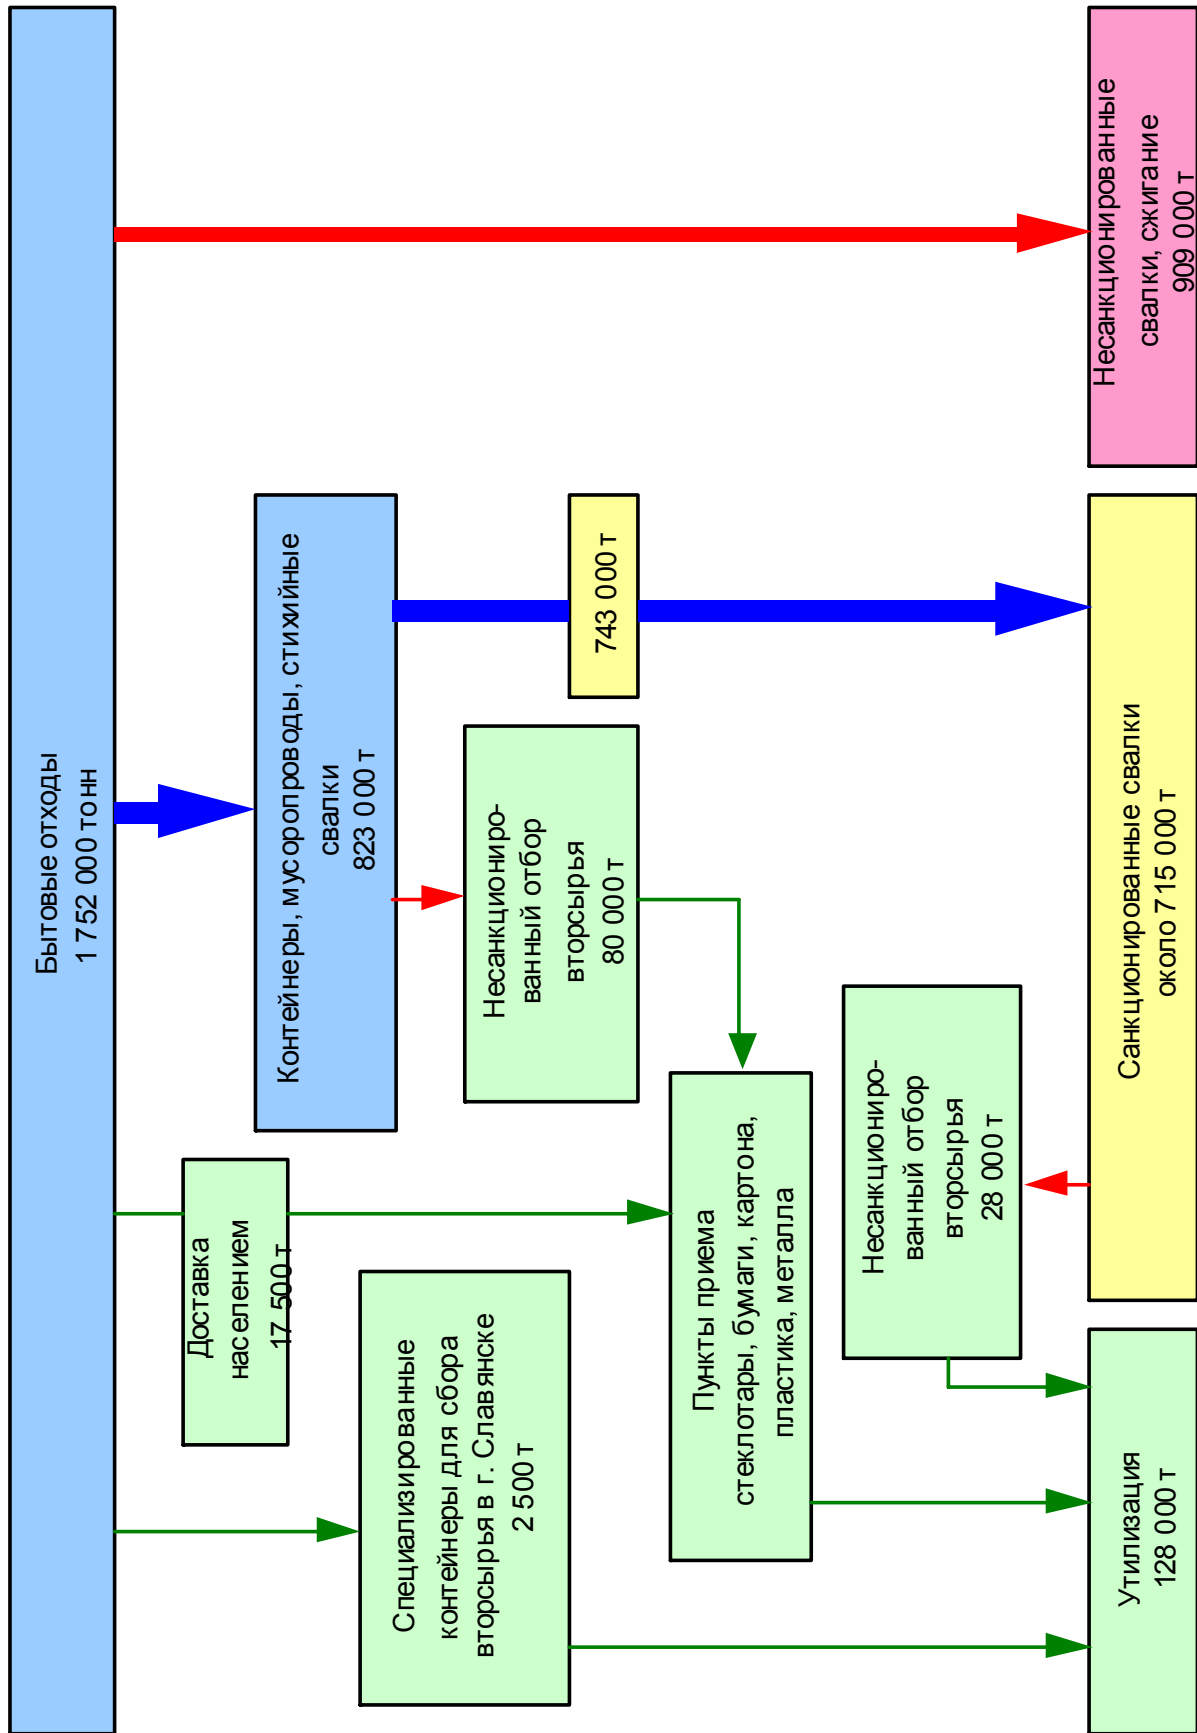 Бытовые отходы
1 752 000 тонн
Доставка
населением
17 500 т
Контейнеры, мусоропроводы, стихийные
свалки
823 000 т
Специализированные
контейнеры для сбора
вторсырья в г. Славянске
2 500 т
Несанкциониро-
ванный отбор
вторсырья
80 000 т
743 000 т
Пункты приема
стеклотары, бумаги, картона,
пластика, металла
Несанкциониро-
ванный отбор
вторсырья
28 000 т
Утилизация
128 000 т
Санкционированные свалки
около 715 000 т
Несанкционированные
свалки, сжигание
909 000 т